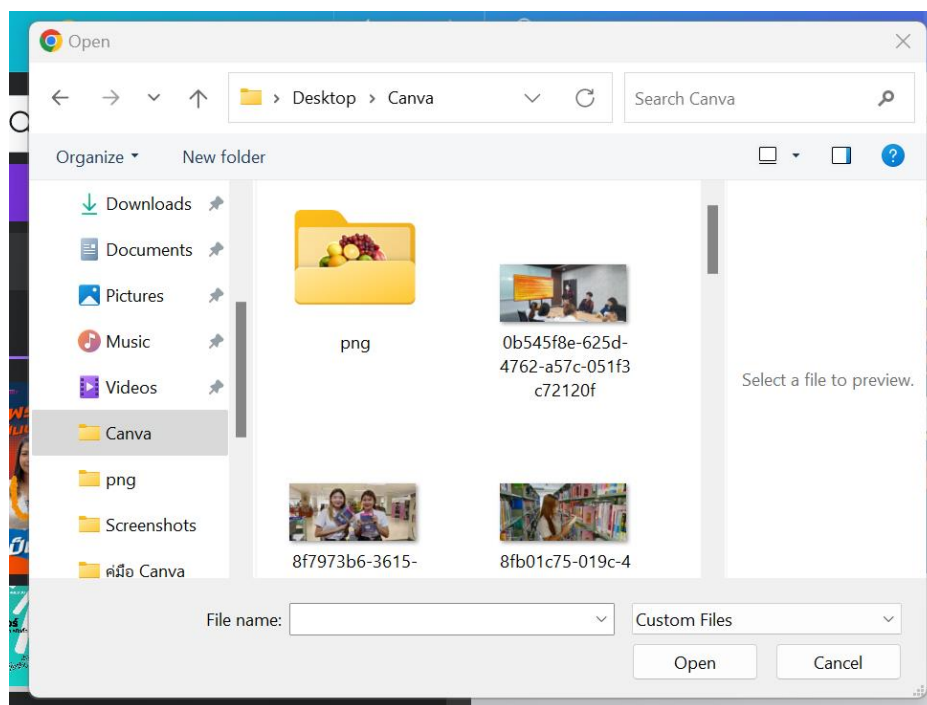 Open
Desktop > Canva
Search Canva
Organize
New folder
Downloads
Documents
Pictures
Music
Videos
Canva
png
Screenshots
คู่มือ Canva
png
0b545f8e-625d-
4762-a57c-051f3
c72120f
8f7973b6-3615-
8fb01c75-019c-4
Select a file to preview.
File name:
Custom Files
Open
Cancel